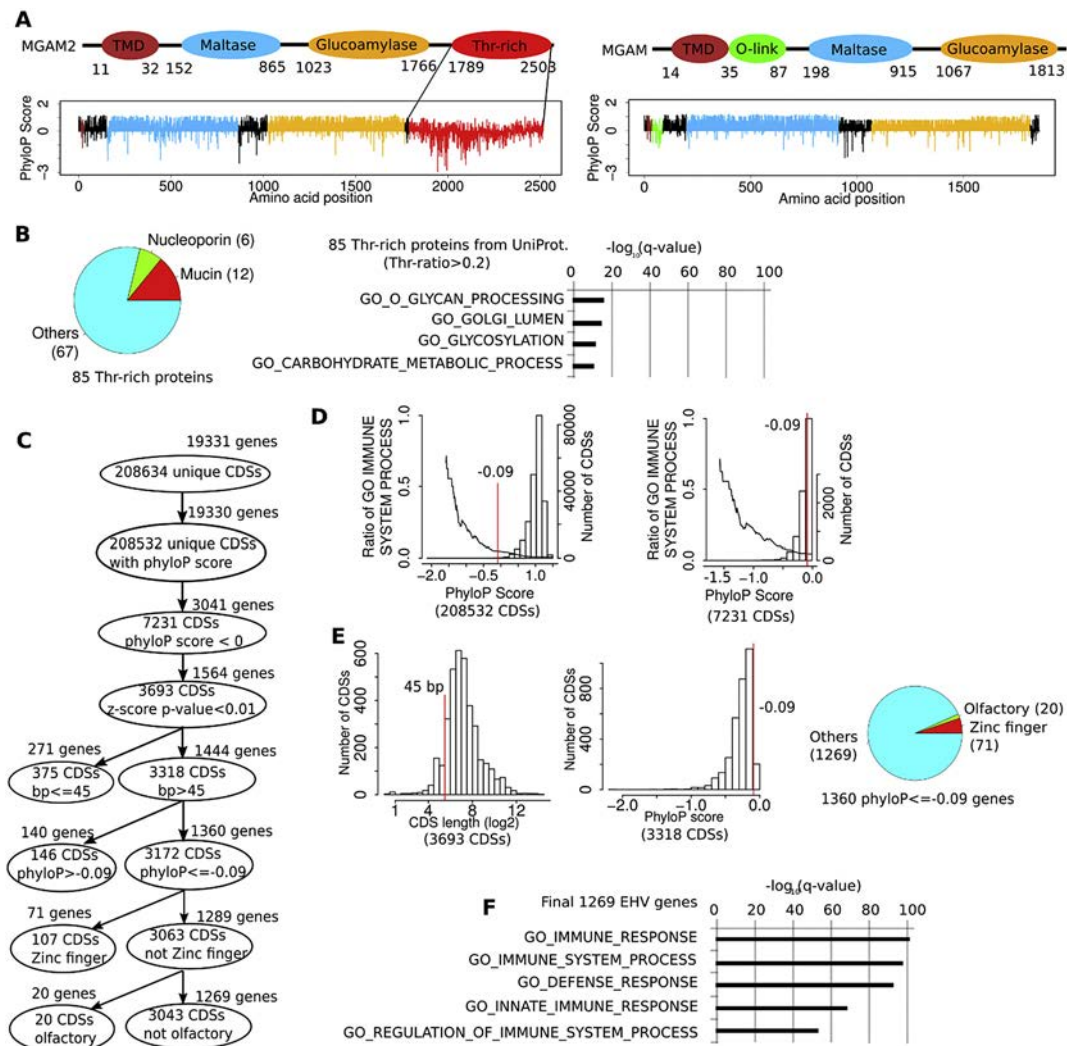 A
MGAM2
TMD
Maltase
Glucoamylase
Thr-rich
11 32 152 865 1023 1766 1789 2503
PhyloP Score
2
0
-3
0 500 1000 1500 2000 2500
Amino acid position
MGAM
TMD
O-link
Maltase
Glucoamylase
14 35 87 198 915 1067 1813
PhyloP Score
2
0
-3
0 500 1000 1500
Amino acid position
B
Nucleoporin (6)
Mucin (12)
Others
(67)
85 Thr-rich proteins
85 Thr-rich proteins from UniProt.
(Thr-ratio>0.2)
-log10(q-value)
0 20 40 60 80 100
GO_O_GLYCAN_PROCESSING
GO_GOLGI_LUMEN
GO_GLYCOSYLATION
GO_CARBOHYDRATE_METABOLIC_PROCESS
C
19331 genes
208634 unique CDSs
19330 genes
208532 unique CDSs
with phyloP score
3041 genes
7231 CDSs
phyloP score < 0
1564 genes
3693 CDSs
z-score p-value<0.01
271 genes
375 CDSs
bp<=45
1444 genes
3318 CDSs
bp>45
140 genes
146 CDSs
phyloP>-0.09
1360 genes
3172 CDSs
phyloP<=-0.09
71 genes
107 CDSs
Zinc finger
1289 genes
3063 CDSs
not Zinc finger
20 genes
20 CDSs
olfactory
1269 genes
3043 CDSs
not olfactory
D
Ratio of GO IMMUNE
SYSTEM PROCESS
0.0 0.5 1.0
-0.09
0 40000 80000
Number of CDSs
-2.0 -0.5 1.0
PhyloP Score
(208532 CDSs)
Ratio of GO IMMUNE
SYSTEM PROCESS
0.0 0.5 1.0
-0.09
0 2000
Number of CDSs
-1.5 -1.0 0.0
PhyloP Score
(7231 CDSs)
E
Number of CDSs
0 200 400 600
45 bp
1 4 8 12
CDS length (log2)
(3693 CDSs)
Number of CDSs
0 400 800
-0.09
-2.0 -1.0 0.0
PhyloP score
(3318 CDSs)
Olfactory (20)
Zinc finger
(71)
Others
(1269)
1360 phyloP<=-0.09 genes
F
Final 1269 EHV genes
-log10(q-value)
0 20 40 60 80 100
GO_IMMUNE_RESPONSE
GO_IMMUNE_SYSTEM_PROCESS
GO_DEFENSE_RESPONSE
GO_INNATE_IMMUNE_RESPONSE
GO_REGULATION_OF_IMMUNE_SYSTEM_PROCESS